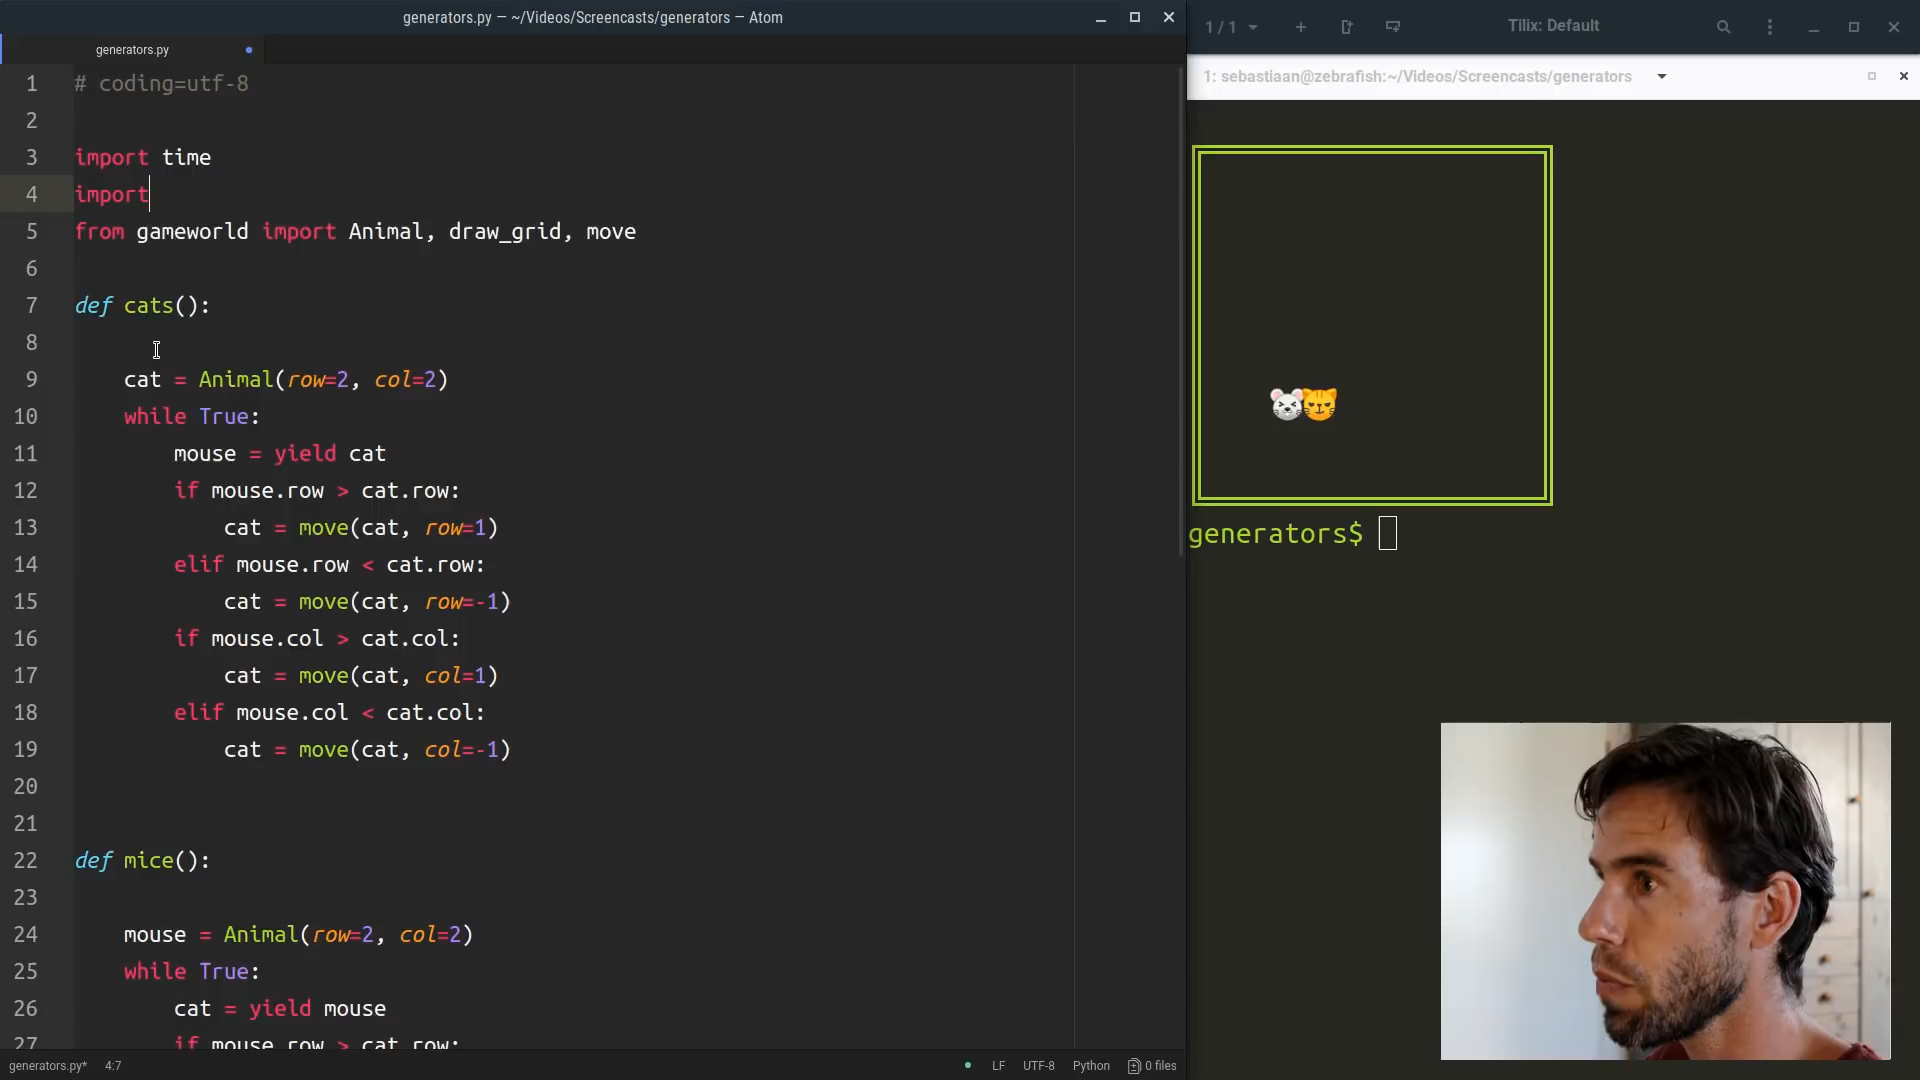 generators.py — ~/Videos/Screencasts/generators — Atom
generators.py
1 # coding=utf-8
2
3 import time
4 import
5 from gameworld import Animal, draw_grid, move
6
7 def cats():
8
9 cat = Animal(row=2, col=2)
10 while True:
11 mouse = yield cat
12 if mouse.row > cat.row:
13 cat = move(cat, row=1)
14 elif mouse.row < cat.row:
15 cat = move(cat, row=-1)
16 if mouse.col > cat.col:
17 cat = move(cat, col=1)
18 elif mouse.col < cat.col:
19 cat = move(cat, col=-1)
20
21
22 def mice():
23
24 mouse = Animal(row=2, col=2)
25 while True:
26 cat = yield mouse
27 if mouse.row > cat.row:
generators.py* 4:7
LF UTF-8 Python 0 files
1 / 1
Tilix: Default
1: sebastiaan@zebrafish:~/Videos/Screencasts/generators
generators$